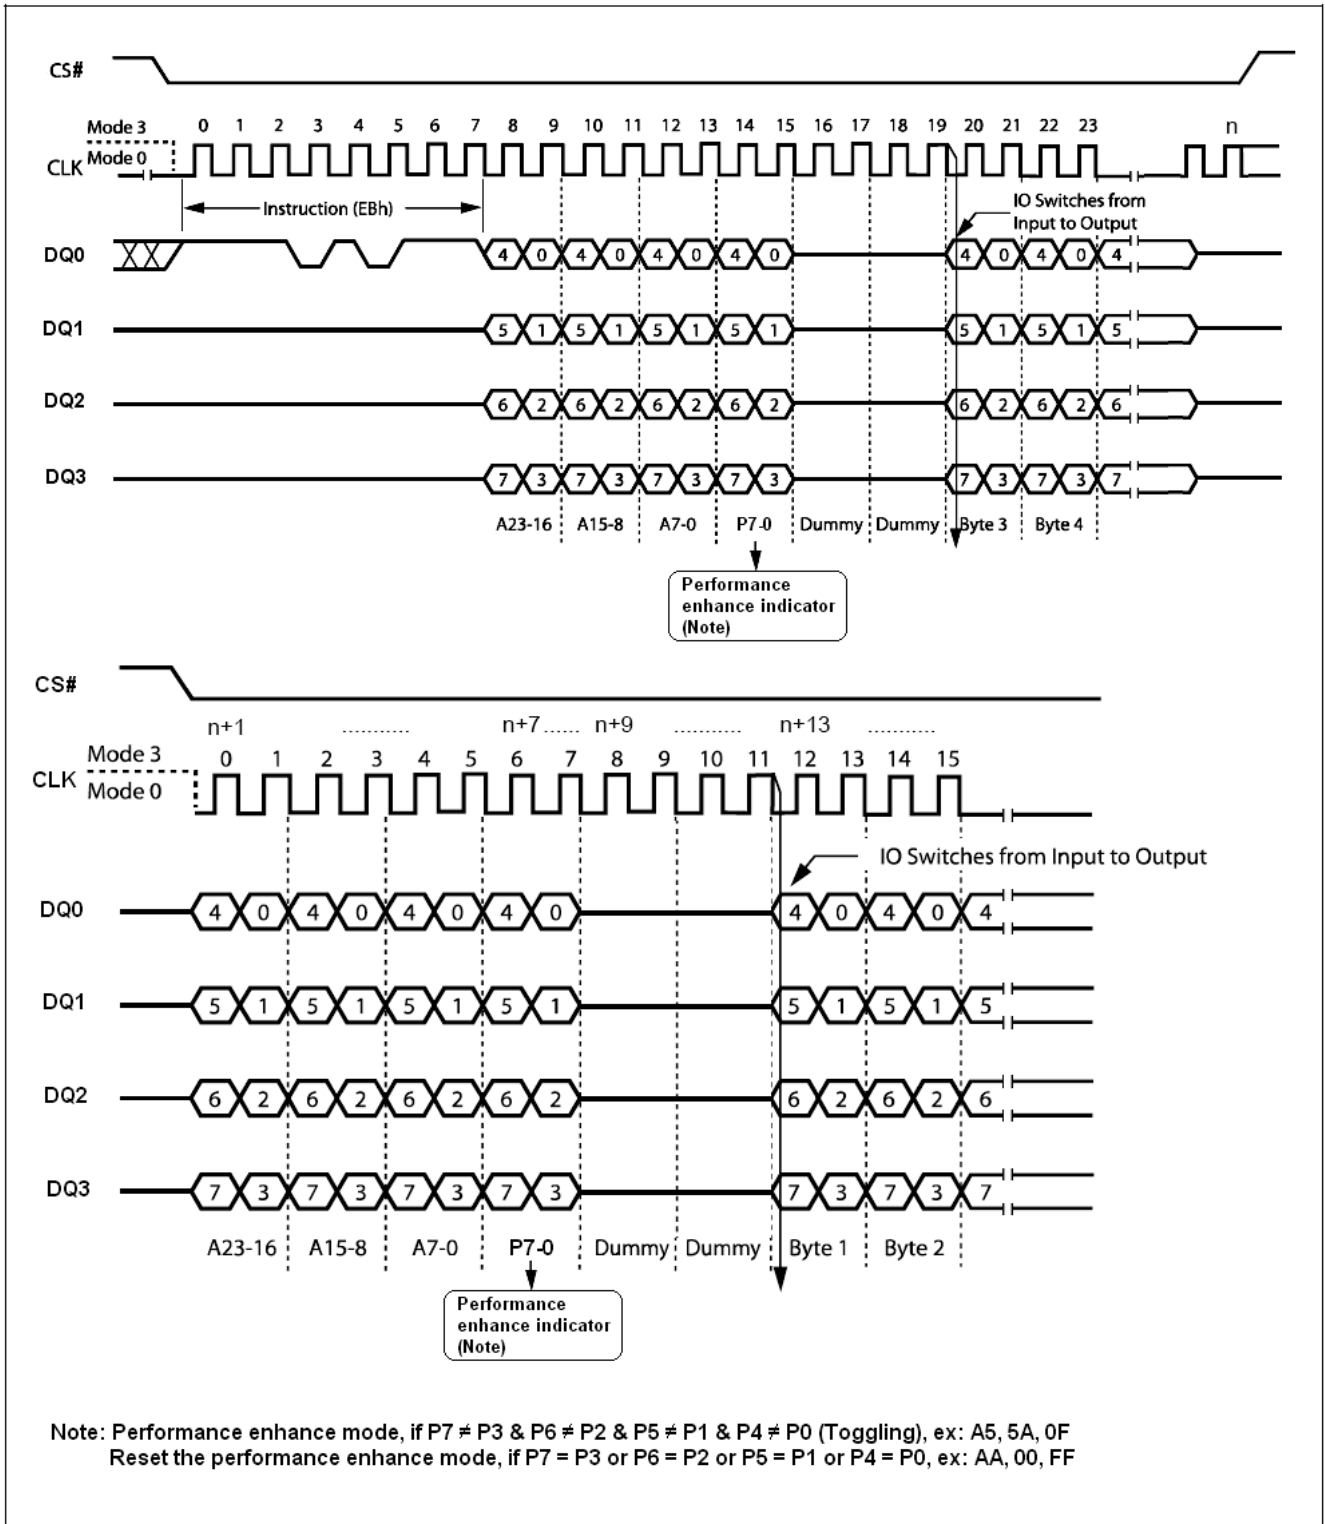 CS#
Mode 3
0 1 2 3 4 5 6 7 8 9 10 11 12 13 14 15 16 17 18 19 20 21 22 23 n
CLK Mode 0
Instruction (EBh)
IO Switches from
Input to Output
DQ0 4 0 4 0 4 0 4 0 4 0 4 0 4
DQ1 5 1 5 1 5 1 5 1 5 1 5 1 5
DQ2 6 2 6 2 6 2 6 2 6 2 6 2 6
DQ3 7 3 7 3 7 3 7 3 7 3 7 3 7
A23-16 A15-8 A7-0 P7-0 Dummy Dummy Byte 3 Byte 4
Performance
enhance indicator
(Note)
CS#
n+1 ........... n+7 ...... n+9 ........... n+13 ...........
Mode 3 0 1 2 3 4 5 6 7 8 9 10 11 12 13 14 15
CLK
Mode 0
IO Switches from Input to Output
DQ0 4 0 4 0 4 0 4 0 4 0 4 0 4
DQ1 5 1 5 1 5 1 5 1 5 1 5 1 5
DQ2 6 2 6 2 6 2 6 2 6 2 6 2 6
DQ3 7 3 7 3 7 3 7 3 7 3 7 3 7
A23-16 A15-8 A7-0 P7-0 Dummy Dummy Byte 1 Byte 2
Performance
enhance indicator
(Note)
Note: Performance enhance mode, if P7 ≠ P3 & P6 ≠ P2 & P5 ≠ P1 & P4 ≠ P0 (Toggling), ex: A5, 5A, 0F
Reset the performance enhance mode, if P7 = P3 or P6 = P2 or P5 = P1 or P4 = P0, ex: AA, 00, FF